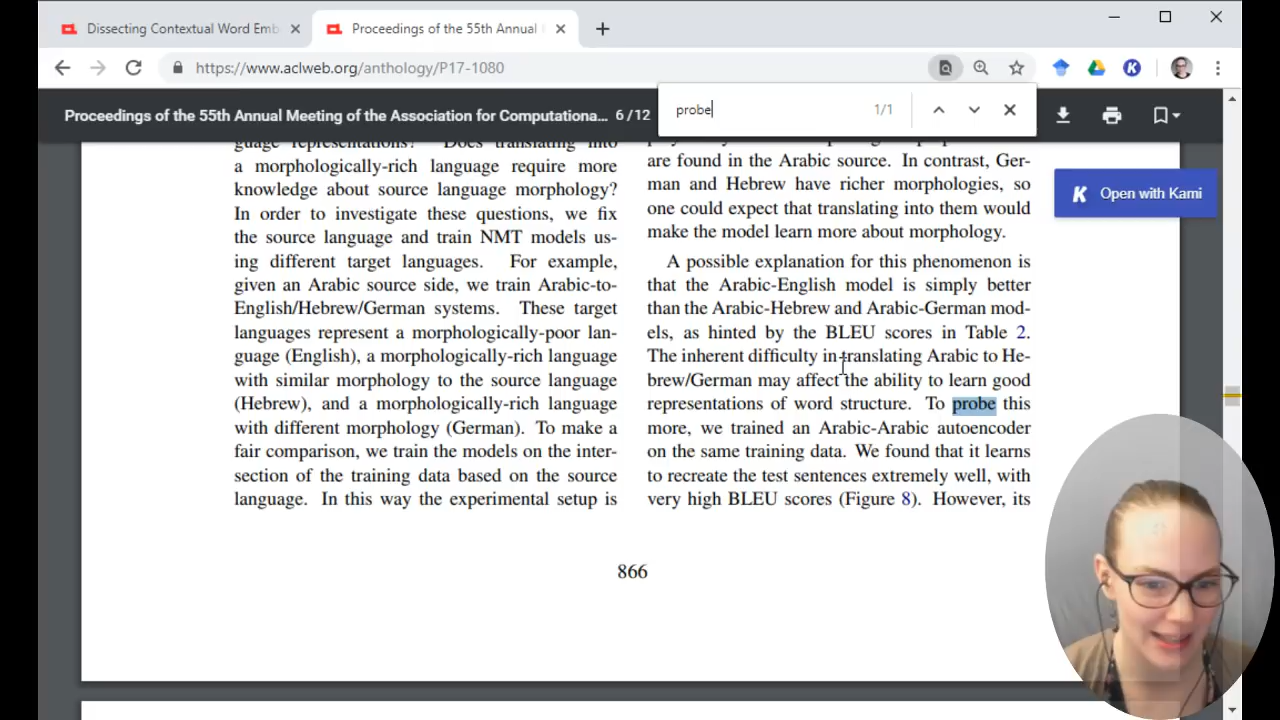 Dissecting Contextual Word Emb
Proceedings of the 55th Annual
https://www.aclweb.org/anthology/P17-1080
probe
1/1
Proceedings of the 55th Annual Meeting of the Association for Computationa...
6 / 12
Open with Kami
guage representations? Does translating into
a morphologically-rich language require more
knowledge about source language morphology?
In order to investigate these questions, we fix
the source language and train NMT models us-
ing different target languages. For example,
given an Arabic source side, we train Arabic-to-
English/Hebrew/German systems. These target
languages represent a morphologically-poor lan-
guage (English), a morphologically-rich language
with similar morphology to the source language
(Hebrew), and a morphologically-rich language
with different morphology (German). To make a
fair comparison, we train the models on the inter-
section of the training data based on the source
language. In this way the experimental setup is
are found in the Arabic source. In contrast, Ger-
man and Hebrew have richer morphologies, so
one could expect that translating into them would
make the model learn more about morphology.
A possible explanation for this phenomenon is
that the Arabic-English model is simply better
than the Arabic-Hebrew and Arabic-German mod-
els, as hinted by the BLEU scores in Table 2.
The inherent difficulty in translating Arabic to He-
brew/German may affect the ability to learn good
representations of word structure. To probe this
more, we trained an Arabic-Arabic autoencoder
on the same training data. We found that it learns
to recreate the test sentences extremely well, with
very high BLEU scores (Figure 8). However, its
866